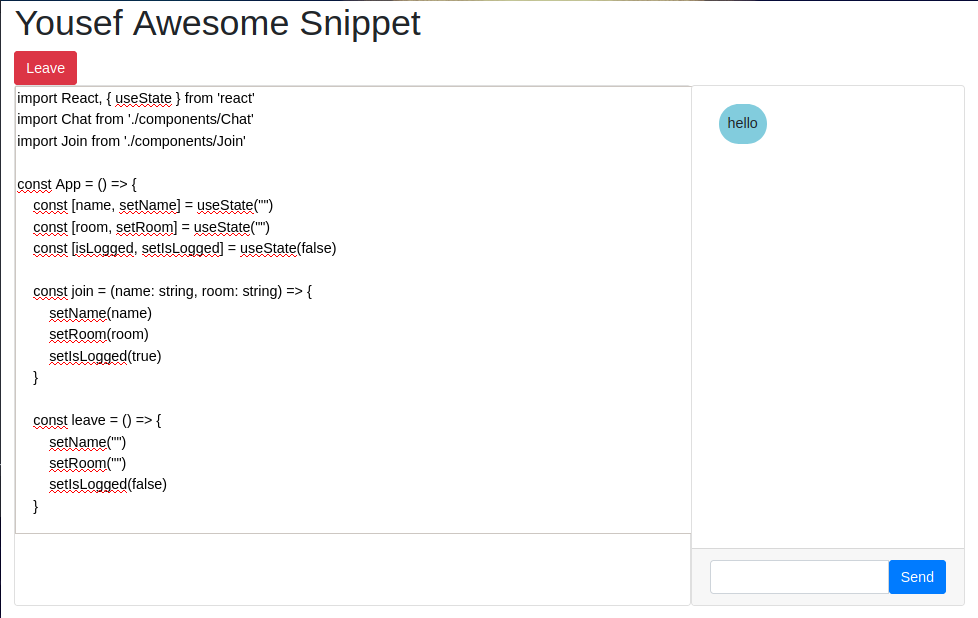 Yousef Awesome Snippet
Leave
import React, { useState } from 'react'
import Chat from './components/Chat'
import Join from './components/Join'
const App = () => {
    const [name, setName] = useState("")
    const [room, setRoom] = useState("")
    const [isLogged, setIsLogged] = useState(false)
    const join = (name: string, room: string) => {
        setName(name)
        setRoom(room)
        setIsLogged(true)
    }
    const leave = () => {
        setName("")
        setRoom("")
        setIsLogged(false)
    }
hello
Send